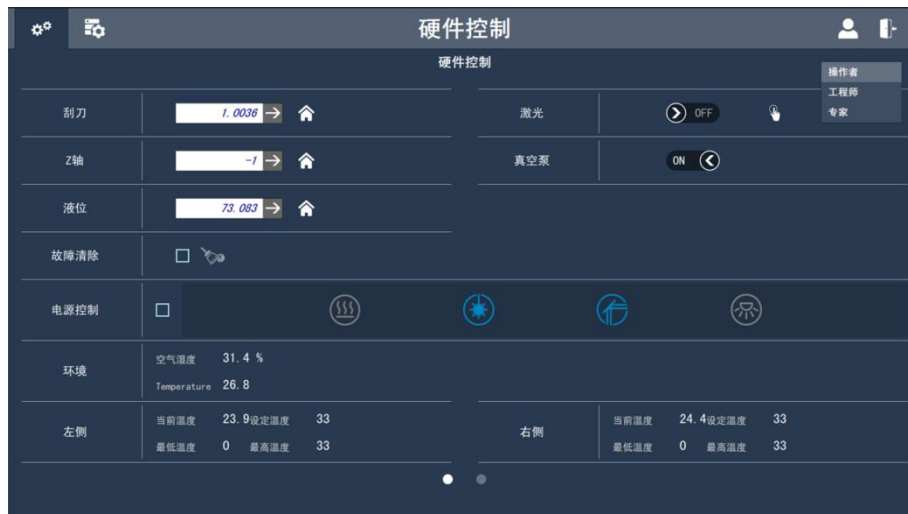 硬件控制
硬件控制
操作者
工程师
专家
刮刀 1.0036 激光 OFF
Z轴 -1 真空泵 ON
液位 73.083
故障清除
电源控制
环境 空气湿度 31.4 %
Temperature 26.8
左侧 当前温度 23.9 设定温度 33 右侧 当前温度 24.4 设定温度 33
最低温度 0 最高温度 33 最低温度 0 最高温度 33